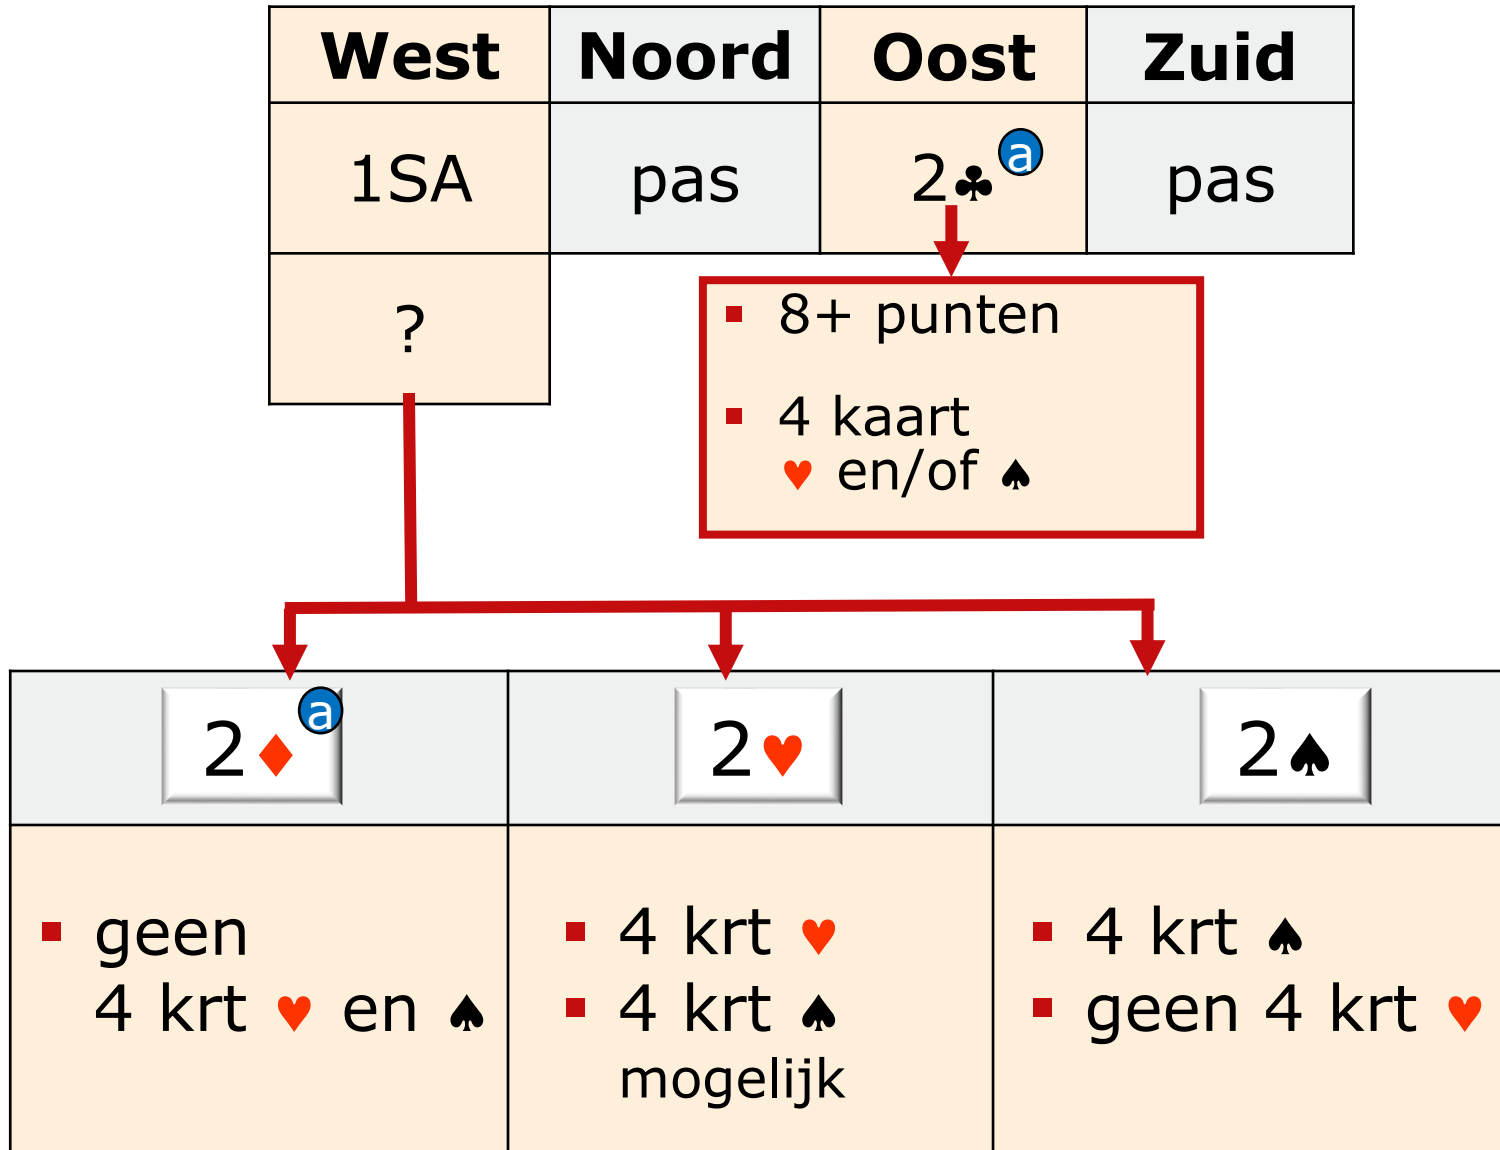 West Noord Oost Zuid
1SA pas 2♣ a pas
?
▪ 8+ punten
▪ 4 kaart
♥ en/of ♠
2♦ a 2♥ 2♠
▪ geen
4 krt ♥ en ♠
▪ 4 krt ♥
▪ 4 krt ♠
mogelijk
▪ 4 krt ♠
▪ geen 4 krt ♥